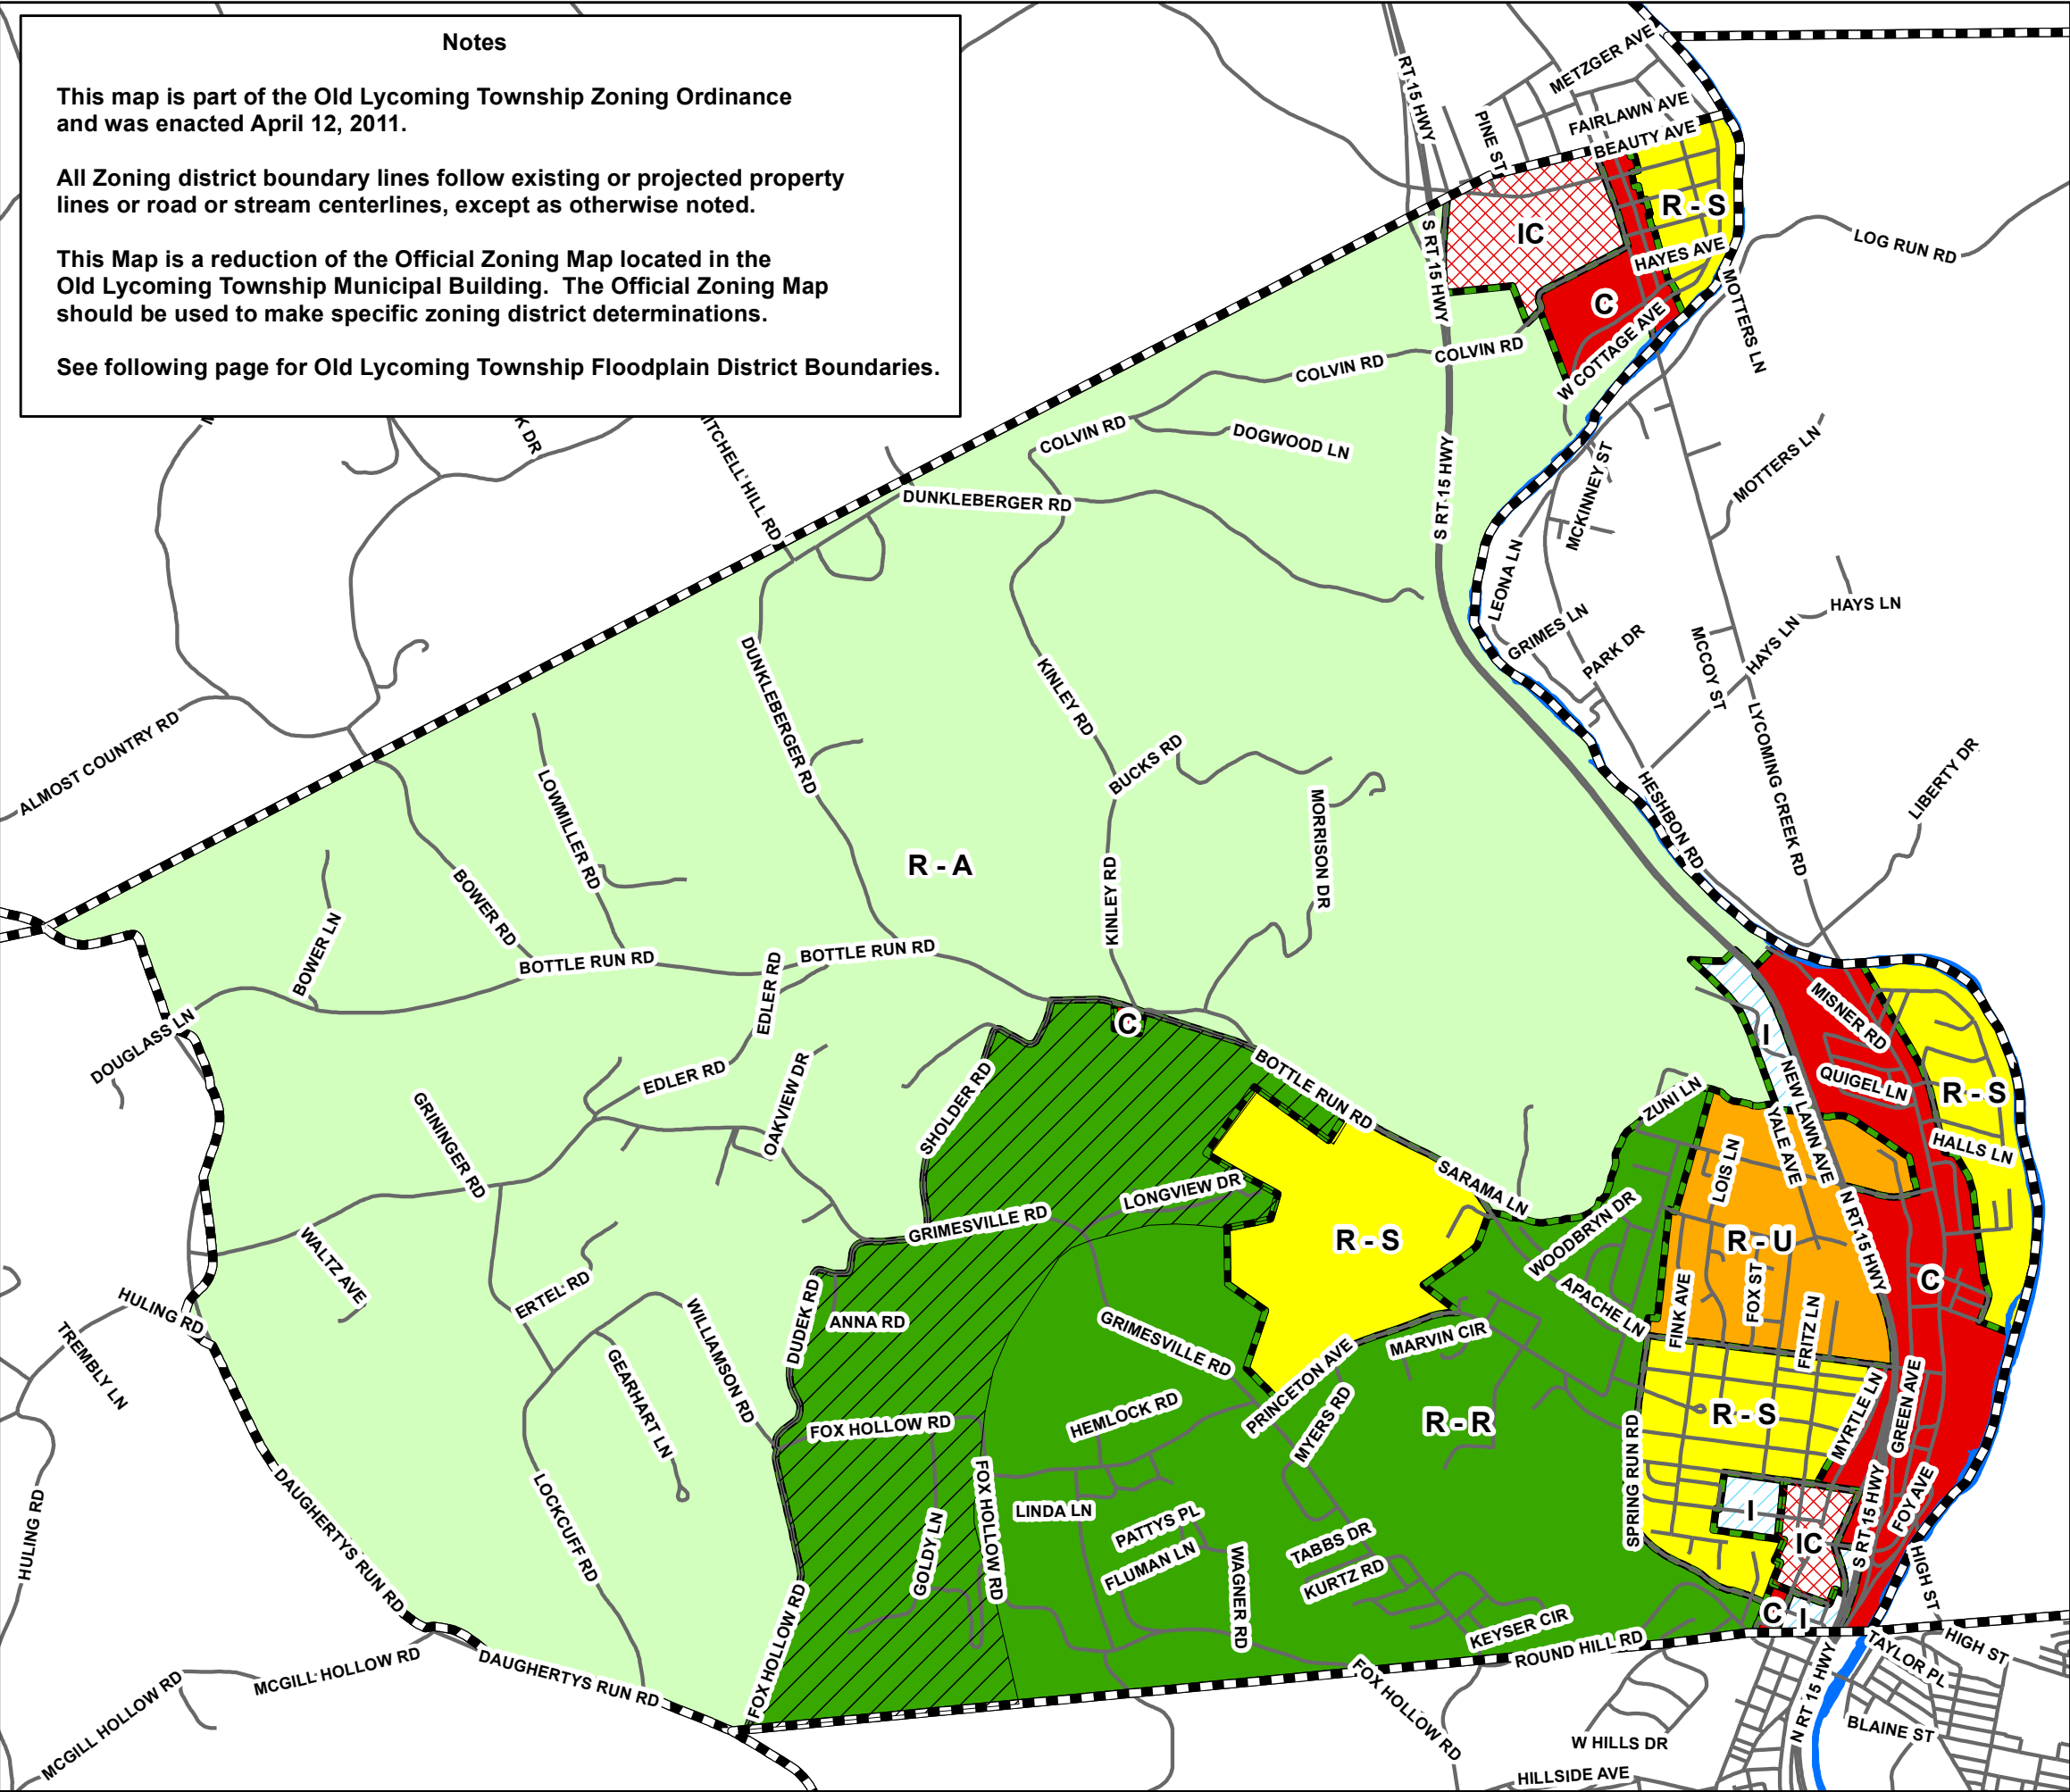 Notes
This map is part of the Old Lycoming Township Zoning Ordinance
and was enacted April 12, 2011.
All Zoning district boundary lines follow existing or projected property
lines or road or stream centerlines, except as otherwise noted.
This Map is a reduction of the Official Zoning Map located in the
Old Lycoming Township Municipal Building. The Official Zoning Map
should be used to make specific zoning district determinations.
See following page for Old Lycoming Township Floodplain District Boundaries.
METZGER AVE
RT 15 HWY
PINE ST
FAIRLAWN AVE
BEAUTY AVE
R - S
IC
S RT 15 HWY
HAYES AVE
LOG RUN RD
MOTTERS LN
C
W COTTAGE AVE
COLVIN RD
COLVIN RD
COLVIN RD
DOGWOOD LN
K DR
ITCHELL HILL RD
DUNKLEBERGER RD
S RT 15 HWY
MCKINNEY ST
MOTTERS LN
LEONA LN
GRIMES LN
PARK DR
HAYS LN
HAYS LN
MCCOY ST
LYCOMING CREEK RD
DUNKLEBERGER RD
KINLEY RD
BUCKS RD
MORRISON DR
ALMOST COUNTRY RD
LOWMILLER RD
HESHBON RD
LIBERTY DR
R - A
KINLEY RD
BOWER RD
BOWER LN
BOTTLE RUN RD
BOTTLE RUN RD
EDLER RD
DOUGLASS LN
EDLER RD
OAKVIEW DR
SHOLDER RD
C
BOTTLE RUN RD
MISNER RD
I
QUIGEL LN
NEW LAWN AVE
YALE AVE
R - S
HALLS LN
ZUNI LN
GRININGER RD
LOIS LN
SARAMA LN
LONGVIEW DR
GRIMESVILLE RD
WOODBRYN DR
N RT 15 HWY
R - S
R - U
C
WALTZ AVE
ERTEL RD
DUDEK RD
ANNA RD
APACHE LN
FINK AVE
FOX ST
FRITZ LN
HULING RD
TREMBLY LN
WILLIAMSON RD
GEARHART LN
GRIMESVILLE RD
MARVIN CIR
PRINCETON AVE
MYERS RD
HEMLOCK RD
FOX HOLLOW RD
R - R
R - S
MYRTLE LN
GREEN AVE
SPRING RUN RD
DAUGHERTYS RUN RD
HULING RD
LOCKCUFF RD
GOLDY LN
FOX HOLLOW RD
LINDA LN
PATTYS PL
FLUMAN LN
WAGNER RD
TABBS DR
KURTZ RD
I
IC
S RT 15 HWY
FOY AVE
HIGH ST
C
I
KEYSER CIR
ROUND HILL RD
FOX HOLLOW RD
FOX HOLLOW RD
MCGILL HOLLOW RD
MCGILL HOLLOW RD
DAUGHERTYS RUN RD
HIGH ST
TAYLOR PL
N RT 15 HWY
BLAINE ST
W HILLS DR
HILLSIDE AVE